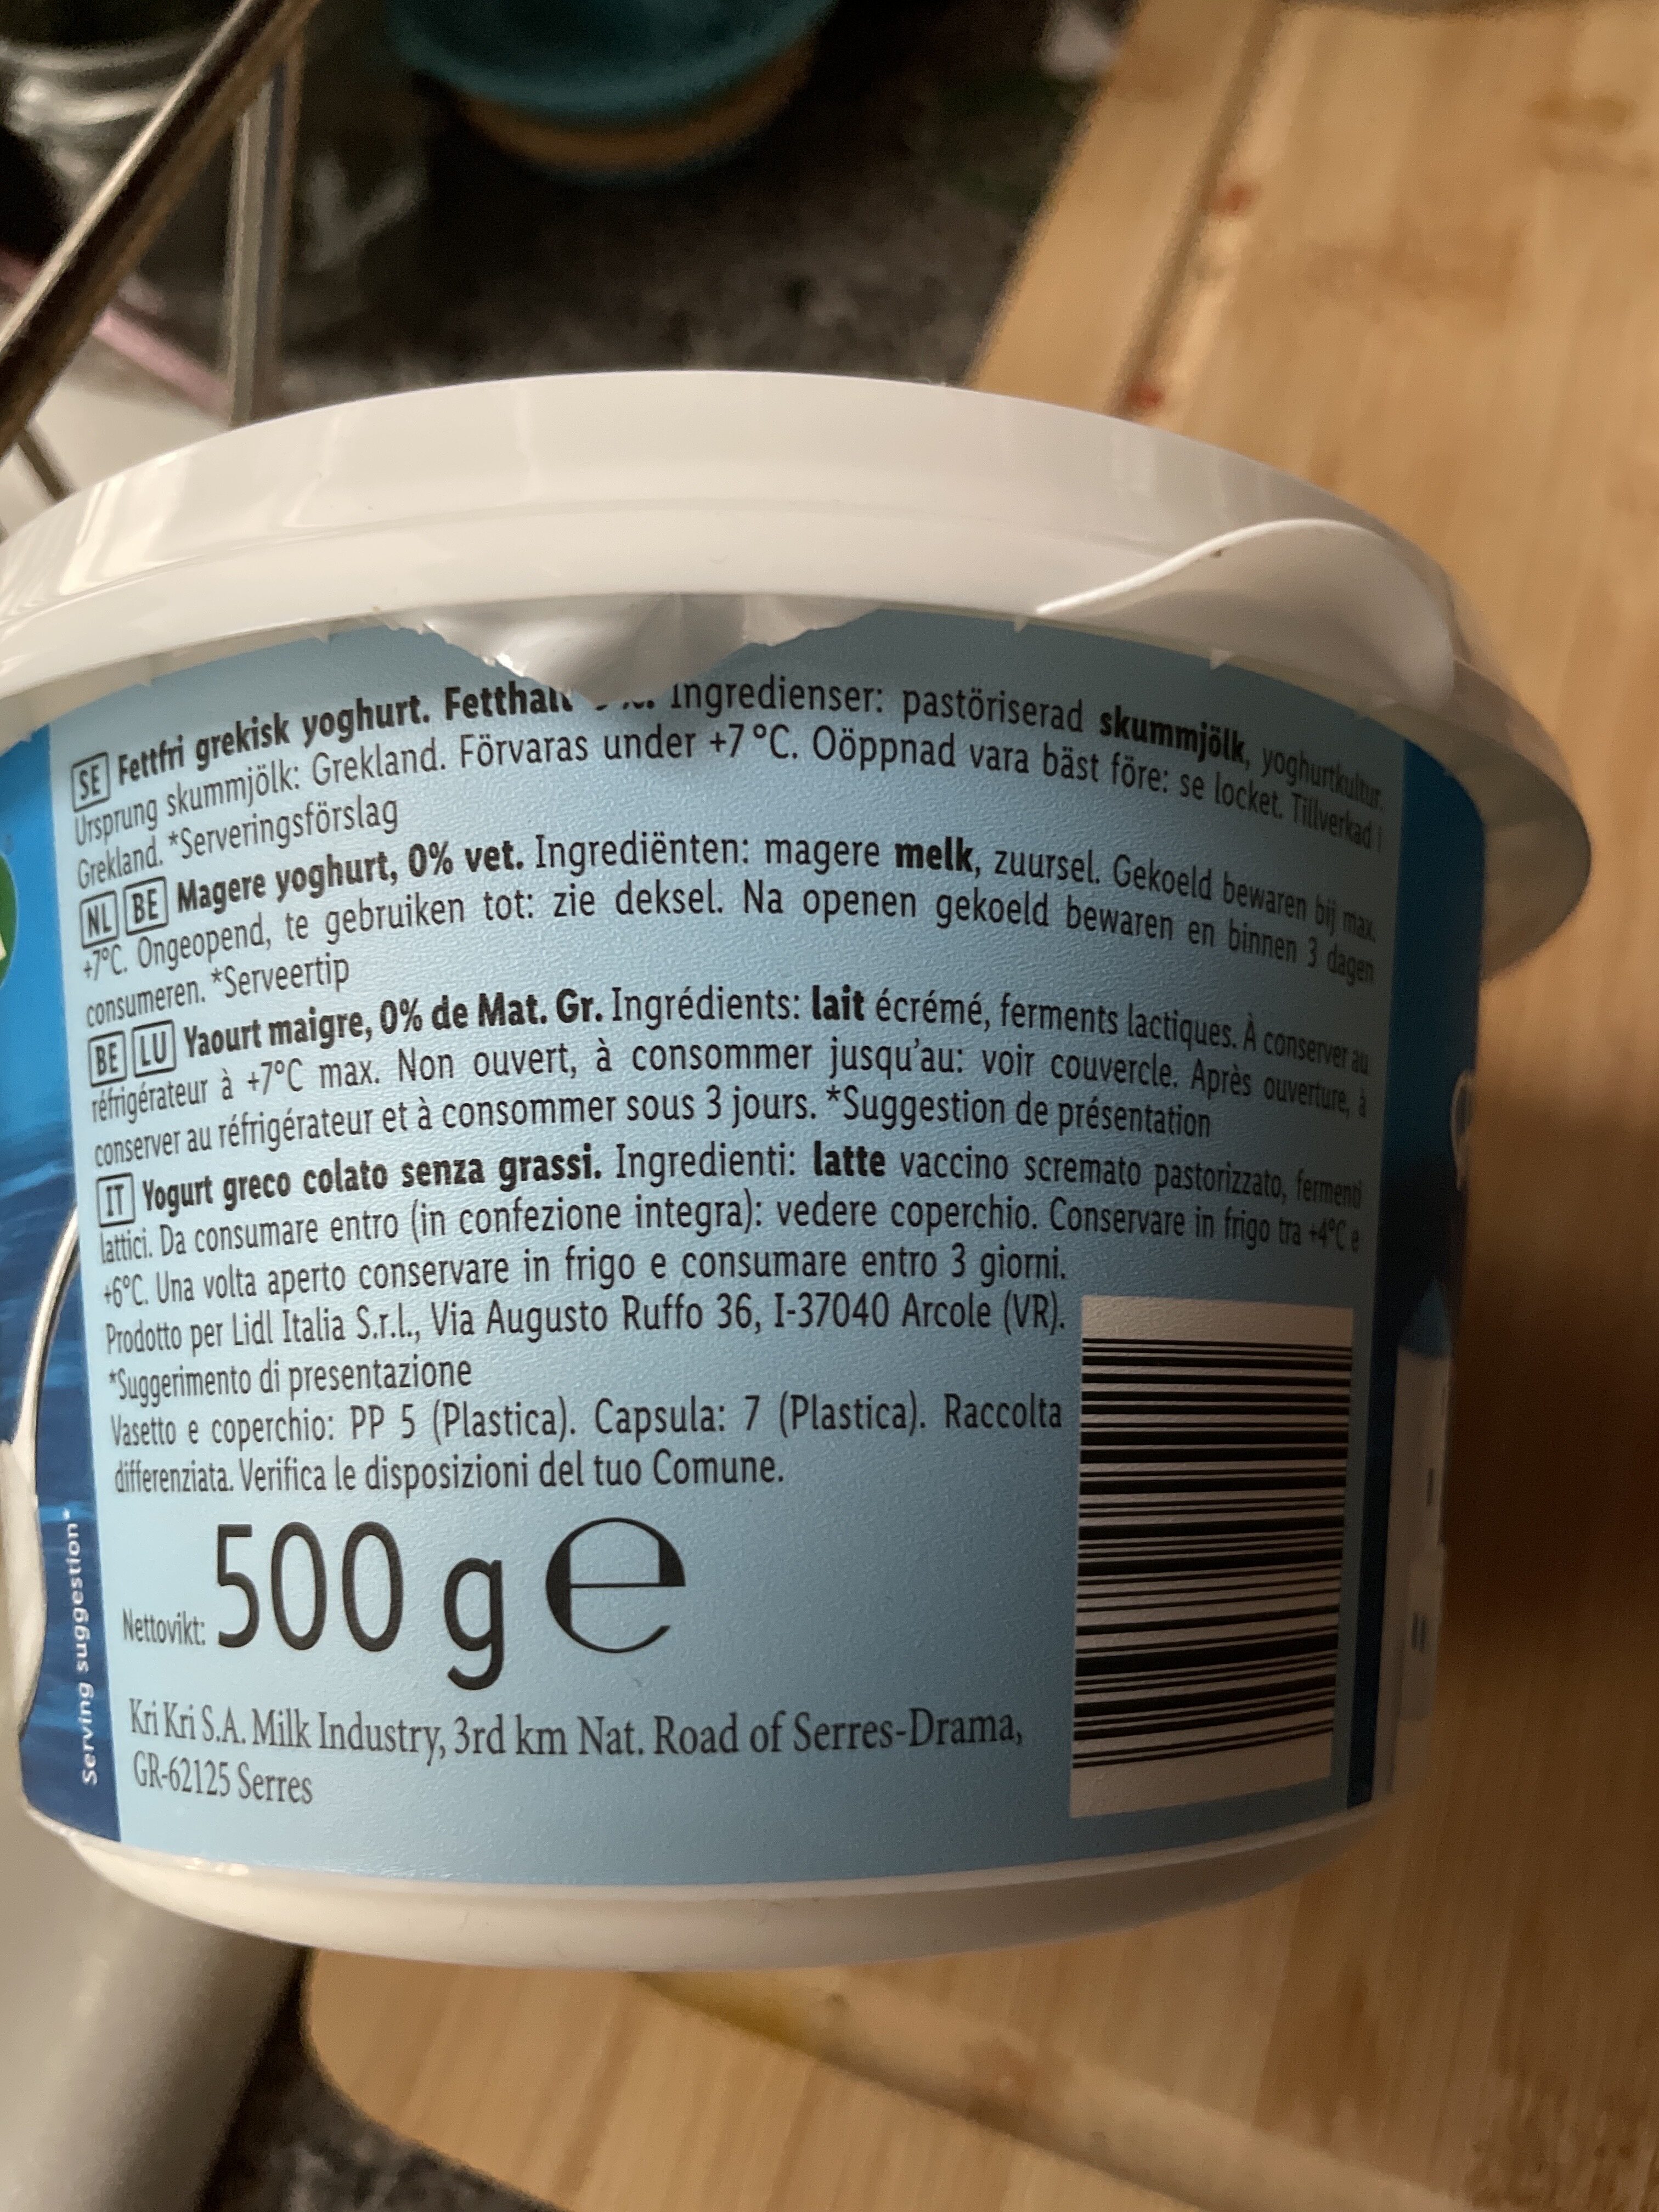 SE Fettfri grekisk yoghurt. Ingredienser: pastöriserad skummjölk, yoghurtkultur.
Ursprung skummjölk: Grekland. Förvaras under +7°C. Oöppnad vara bäst före: se locket. Tillverkad i
Grekland. *Serveringsförslag
NL BE Magere yoghurt, 0% vet. Ingrediënten: magere melk, zuursel. Gekoeld bewaren bij max.
+7°C. Ongeopend, te gebruiken tot: zie deksel. Na openen gekoeld bewaren en binnen 3 dagen
consumeren. *Serveertip
BE LU Yaourt maigre, 0% de Mat. Gr. Ingrédients: lait écrémé, ferments lactiques. À conserver au
réfrigérateur à +7°C max. Non ouvert, à consommer jusqu'au: voir couvercle. Après ouverture, à
conserver au réfrigérateur et à consommer sous 3 jours. *Suggestion de présentation
IT Yogurt greco colato senza grassi. Ingredienti: latte vaccino scremato pastorizzato, fermenti
lattici. Da consumare entro (in confezione integra): vedere coperchio. Conservare in frigo tra +4°C e
+6°C. Una volta aperto conservare in frigo e consumare entro 3 giorni.
Prodotto per Lidl Italia S.r.l., Via Augusto Ruffo 36, I-37040 Arcole (VR).
*Suggerimento di presentazione
Vasetto e coperchio: PP 5 (Plastica). Capsula: 7 (Plastica). Raccolta
differenziata. Verifica le disposizioni del tuo Comune.
Nettovikt: 500 g e
Kri Kri S.A. Milk Industry, 3rd km Nat. Road of Serres-Drama,
GR-62125 Serres
Serving suggestion*